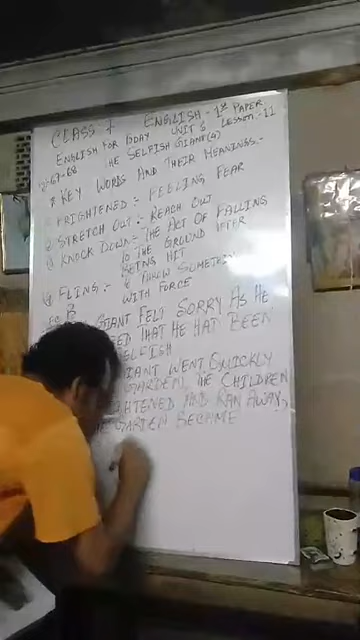 CLASS 7 ENGLISH - 1ST PAPER
ENGLISH FOR TODAY UNIT 6 LESSON - 11
HE SELFISH GIANT(4)
* KEY WORDS AND THEIR MEANINGS:-
FRIGHTENED :- FEELING FEAR
STRETCH OUT :- REACH OUT
KNOCK DOWN :- THE ACT OF FALLING
TO THE GROUND AFTER
BEING HIT
FLING :- THROW
WITH FORCE
GIANT FELT SORRY AS HE
THAT HE HAD BEEN
SELFISH
GIANT WENT QUICKLY
GARDEN, THE CHILDREN
AND RAN AWAY,
GARDEN BECAME